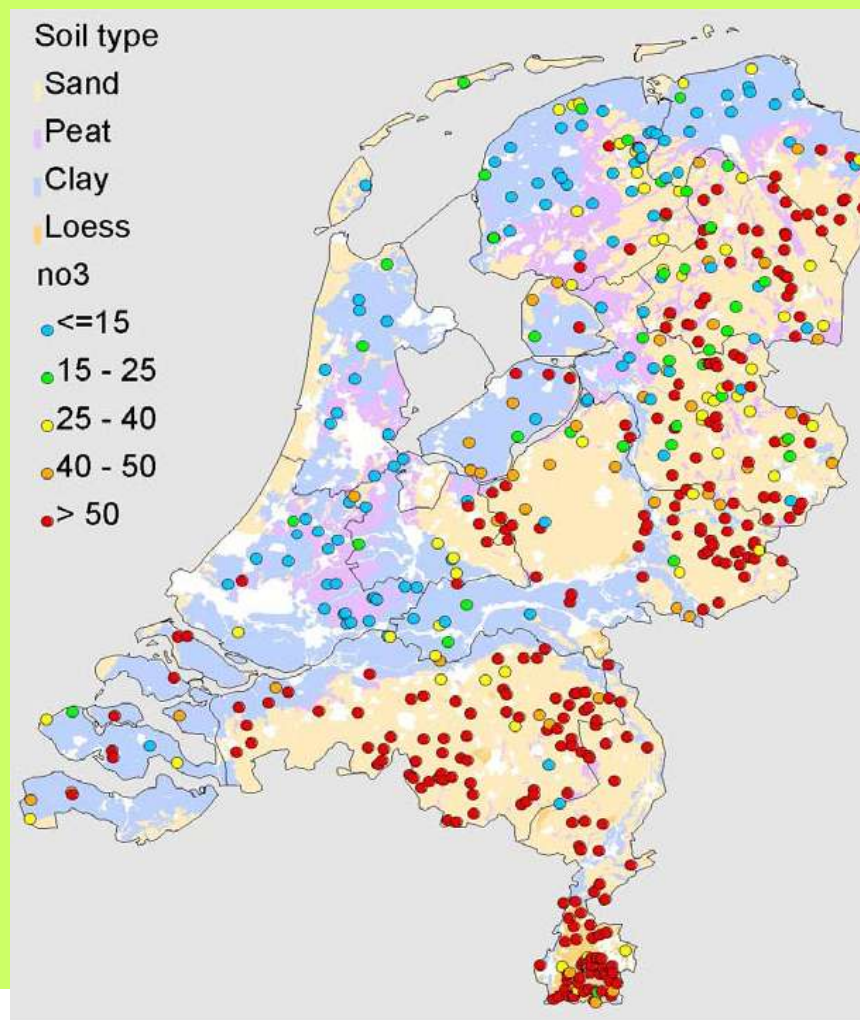 Soil type
Sand
Peat
Clay
Loess
no3
<=15
15 - 25
25 - 40
40 - 50
> 50